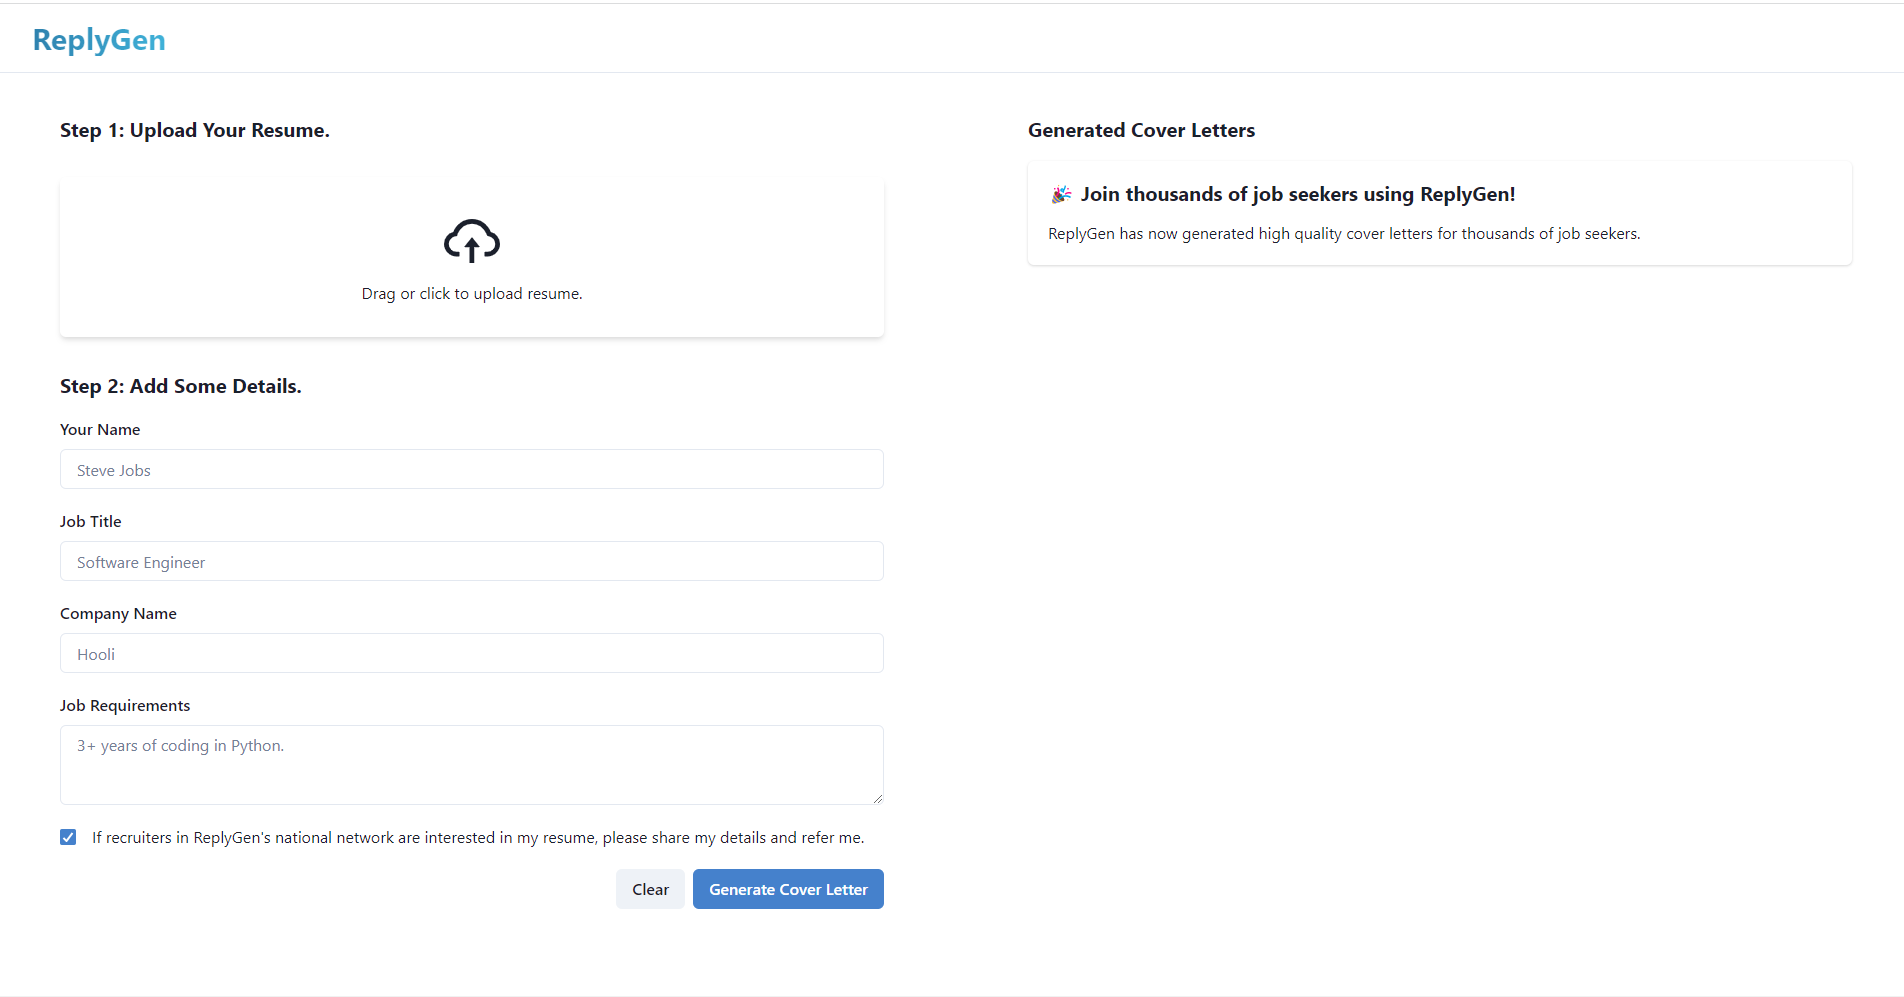 ReplyGen
Step 1: Upload Your Resume.
Drag or click to upload resume.
Step 2: Add Some Details.
Your Name
Steve Jobs
Job Title
Software Engineer
Company Name
Hooli
Job Requirements
3+ years of coding in Python.
If recruiters in ReplyGen's national network are interested in my resume, please share my details and refer me.
Clear
Generate Cover Letter
Generated Cover Letters
🎉 Join thousands of job seekers using ReplyGen!
ReplyGen has now generated high quality cover letters for thousands of job seekers.